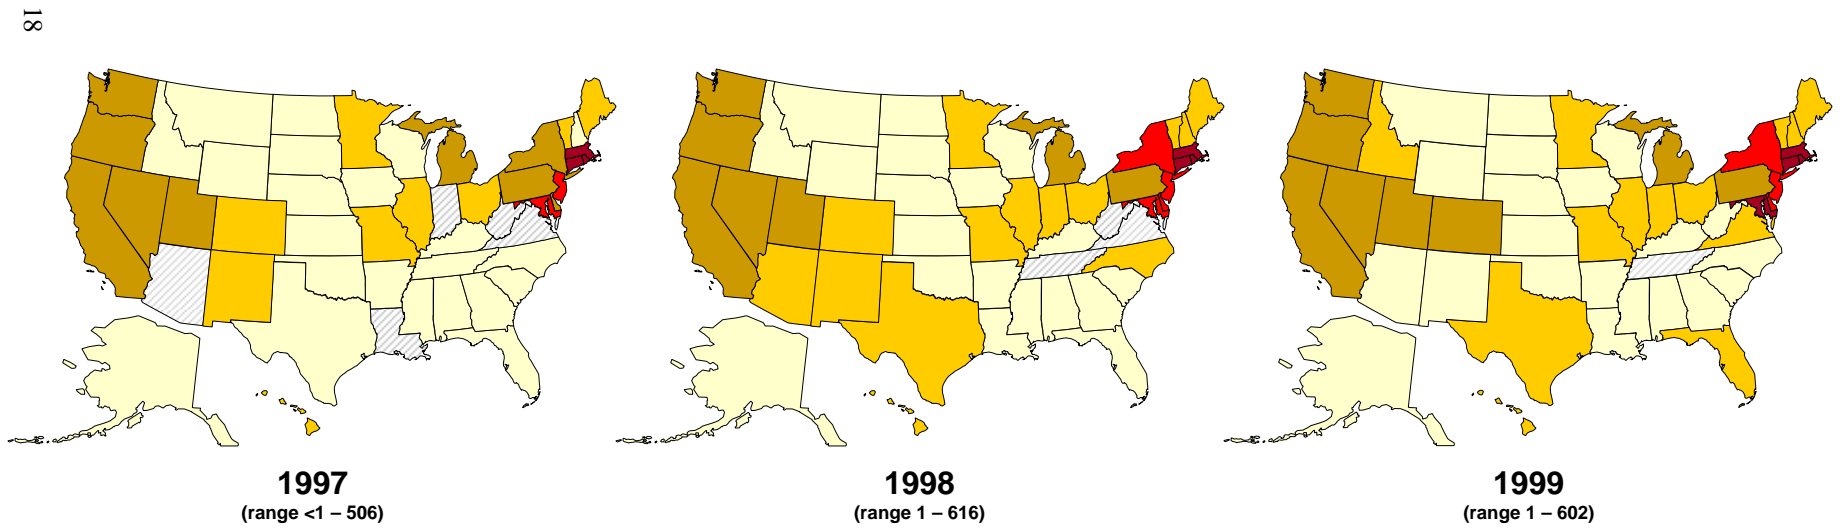 18
1997
(range <1 – 506)
1998
(range 1 – 616)
1999
(range 1 – 602)